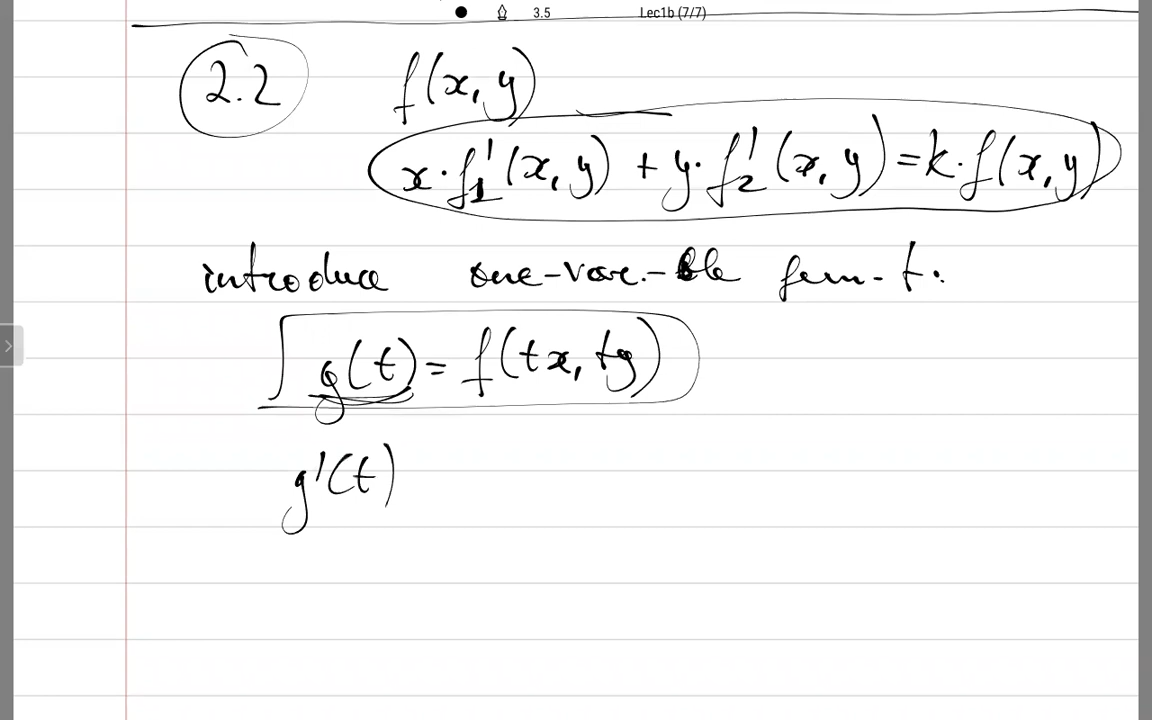 3.5 Lec1b (7/7)
2.2 f(x, y)
x · f₁'(x, y) + y · f₂'(x, y) = k · f(x, y)
introduce one-var.-ble fun-t:
g(t) = f(tx, ty)
g'(t)